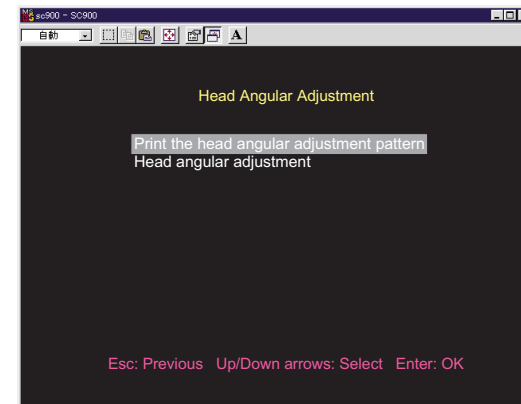 sc900 - SC900
自動
A
Head Angular Adjustment
Print the head angular adjustment pattern
Head angular adjustment
Esc: Previous Up/Down arrows: Select Enter: OK